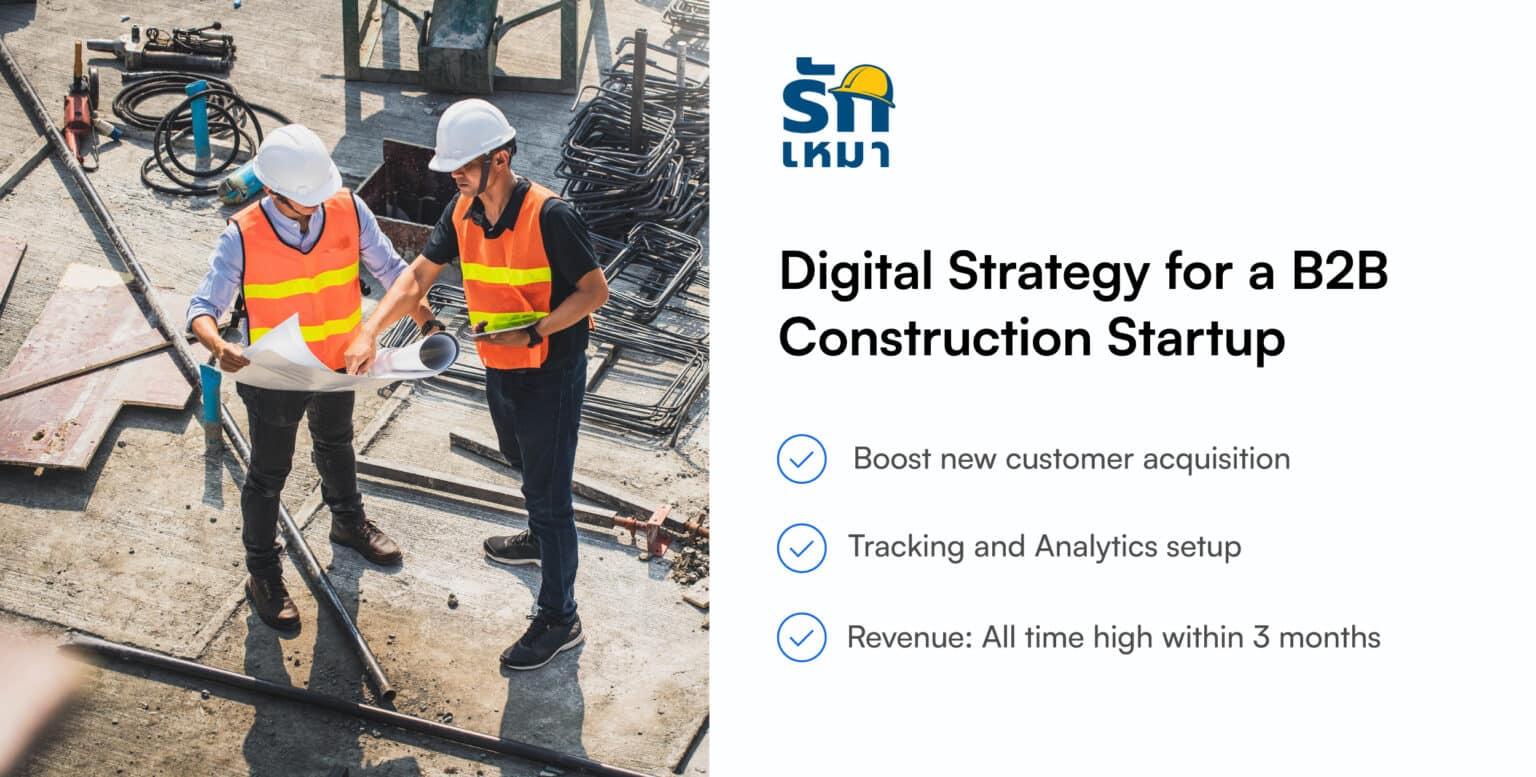 รัก
เหมา
Digital Strategy for a B2B
Construction Startup
Boost new customer acquisition
Tracking and Analytics setup
Revenue: All time high within 3 months